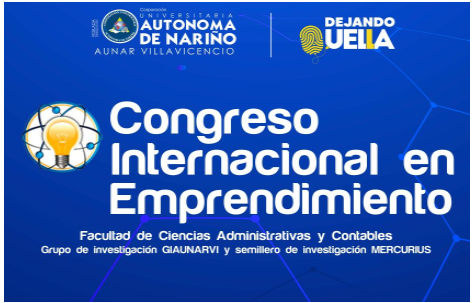 Corporación
UNIVERSITARIA
AUTONOMA
DE NARIÑO
AUNAR VILLAVICENCIO
DEJANDO
HUELLA
Congreso
Internacional en
Emprendimiento
Facultad de Ciencias Administrativas y Contables
Grupo de investigación GIAUNARVI y semillero de investigación MERCURIUS